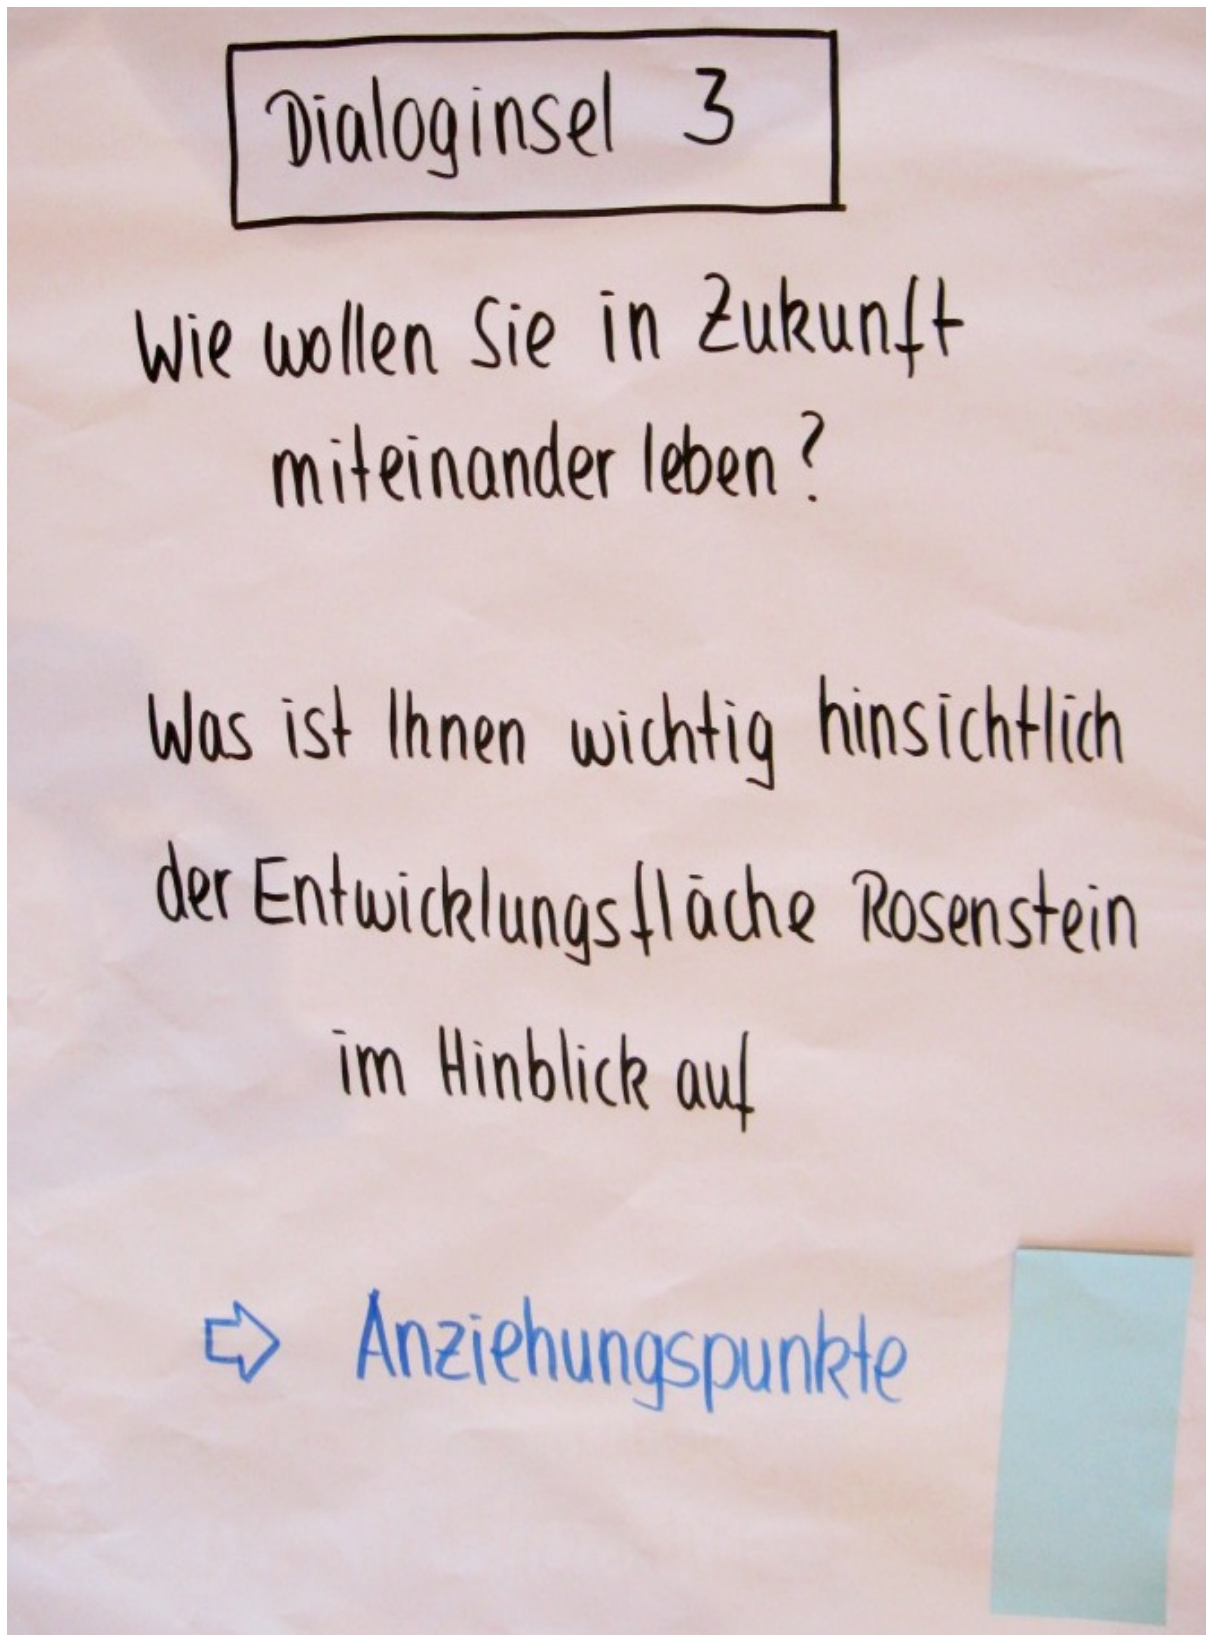 Dialoginsel 3
Wie wollen Sie in Zukunft
miteinander leben?
Was ist Ihnen wichtig hinsichtlich
der Entwicklungsfläche Rosenstein
im Hinblick auf
⇨ Anziehungspunkte